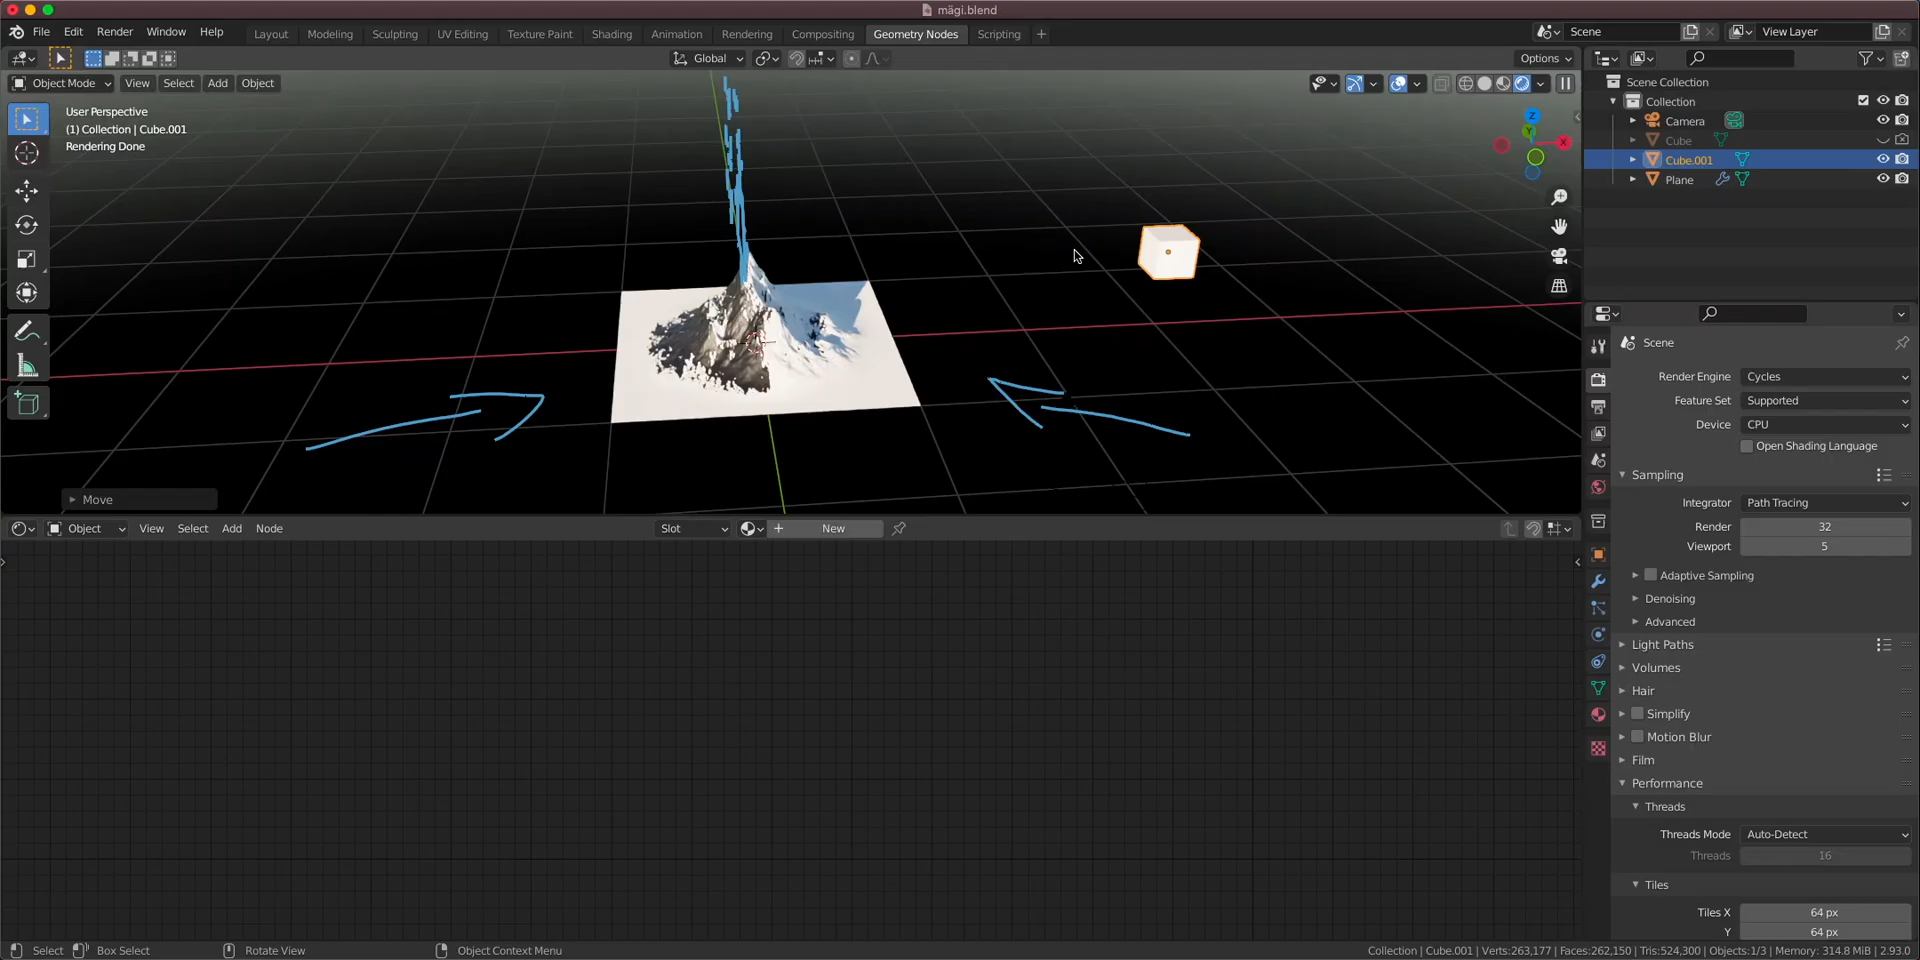 mägi.blend
File Edit Render Window Help Layout Modeling Sculpting UV Editing Texture Paint Shading Animation Rendering Compositing Geometry Nodes Scripting + Scene View Layer
Global Options
Object Mode View Select Add Object
User Perspective
(1) Collection | Cube.001
Rendering Done
Z
Y
X
Move
Scene Collection
Collection
Camera
Cube
Cube.001
Plane
Scene
Render Engine Cycles
Feature Set Supported
Device CPU
Open Shading Language
Sampling
Integrator Path Tracing
Render 32
Viewport 5
Adaptive Sampling
Denoising
Advanced
Light Paths
Volumes
Hair
Simplify
Motion Blur
Film
Performance
Threads
Threads Mode Auto-Detect
Threads 16
Tiles
Tiles X 64 px
Y 64 px
Object View Select Add Node Slot + New
Select Box Select Rotate View Object Context Menu Collection | Cube.001 | Verts:263,177 | Faces:262,150 | Tris:524,300 | Objects:1/3 | Memory: 314.8 MiB | 2.93.0